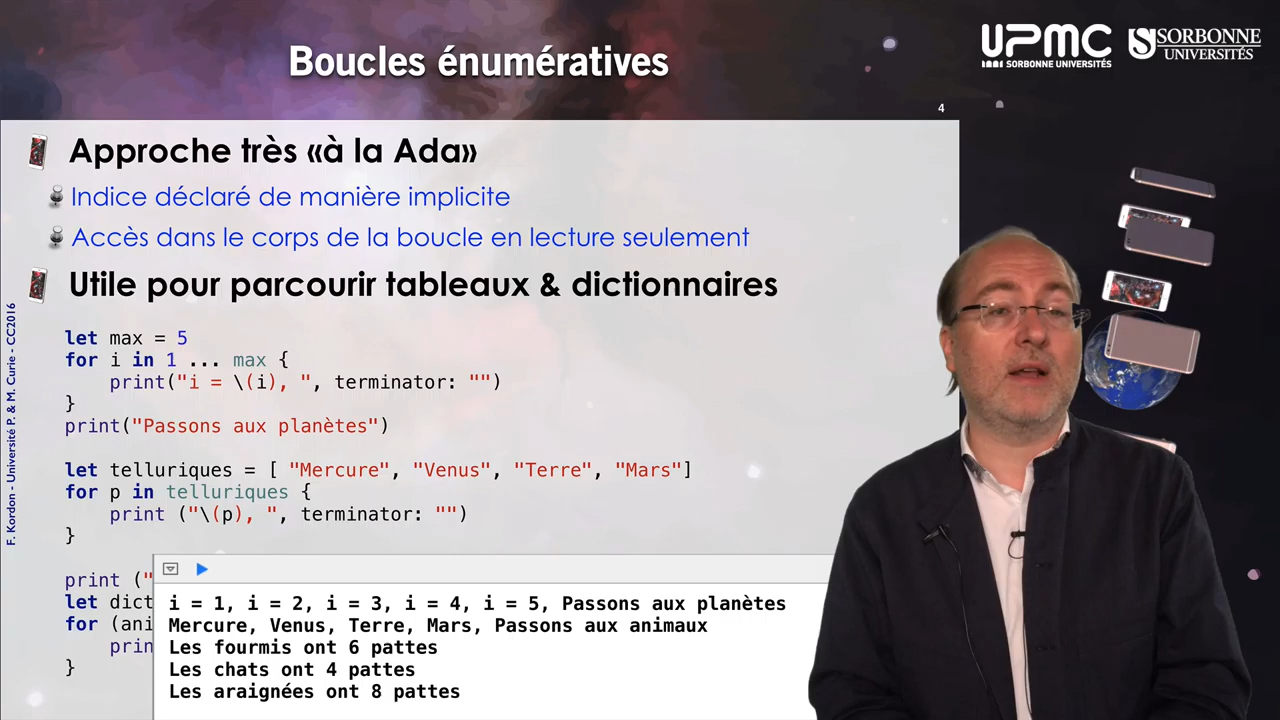 Boucles énumératives
UPMC
SORBONNE UNIVERSITÉS
SORBONNE
UNIVERSITÉS
4
Approche très «à la Ada»
Indice déclaré de manière implicite
Accès dans le corps de la boucle en lecture seulement
Utile pour parcourir tableaux & dictionnaires
F. Kordon - Université P. & M. Curie - CC2016
let max = 5
for i in 1 ... max {
print("i = \(i), ", terminator: "")
}
print("Passons aux planètes")
let telluriques = [ "Mercure", "Venus", "Terre", "Mars"]
for p in telluriques {
print ("\(p), ", terminator: "")
}
print ("
let dict
for (ani
prin
}
i = 1, i = 2, i = 3, i = 4, i = 5, Passons aux planètes
Mercure, Venus, Terre, Mars, Passons aux animaux
Les fourmis ont 6 pattes
Les chats ont 4 pattes
Les araignées ont 8 pattes